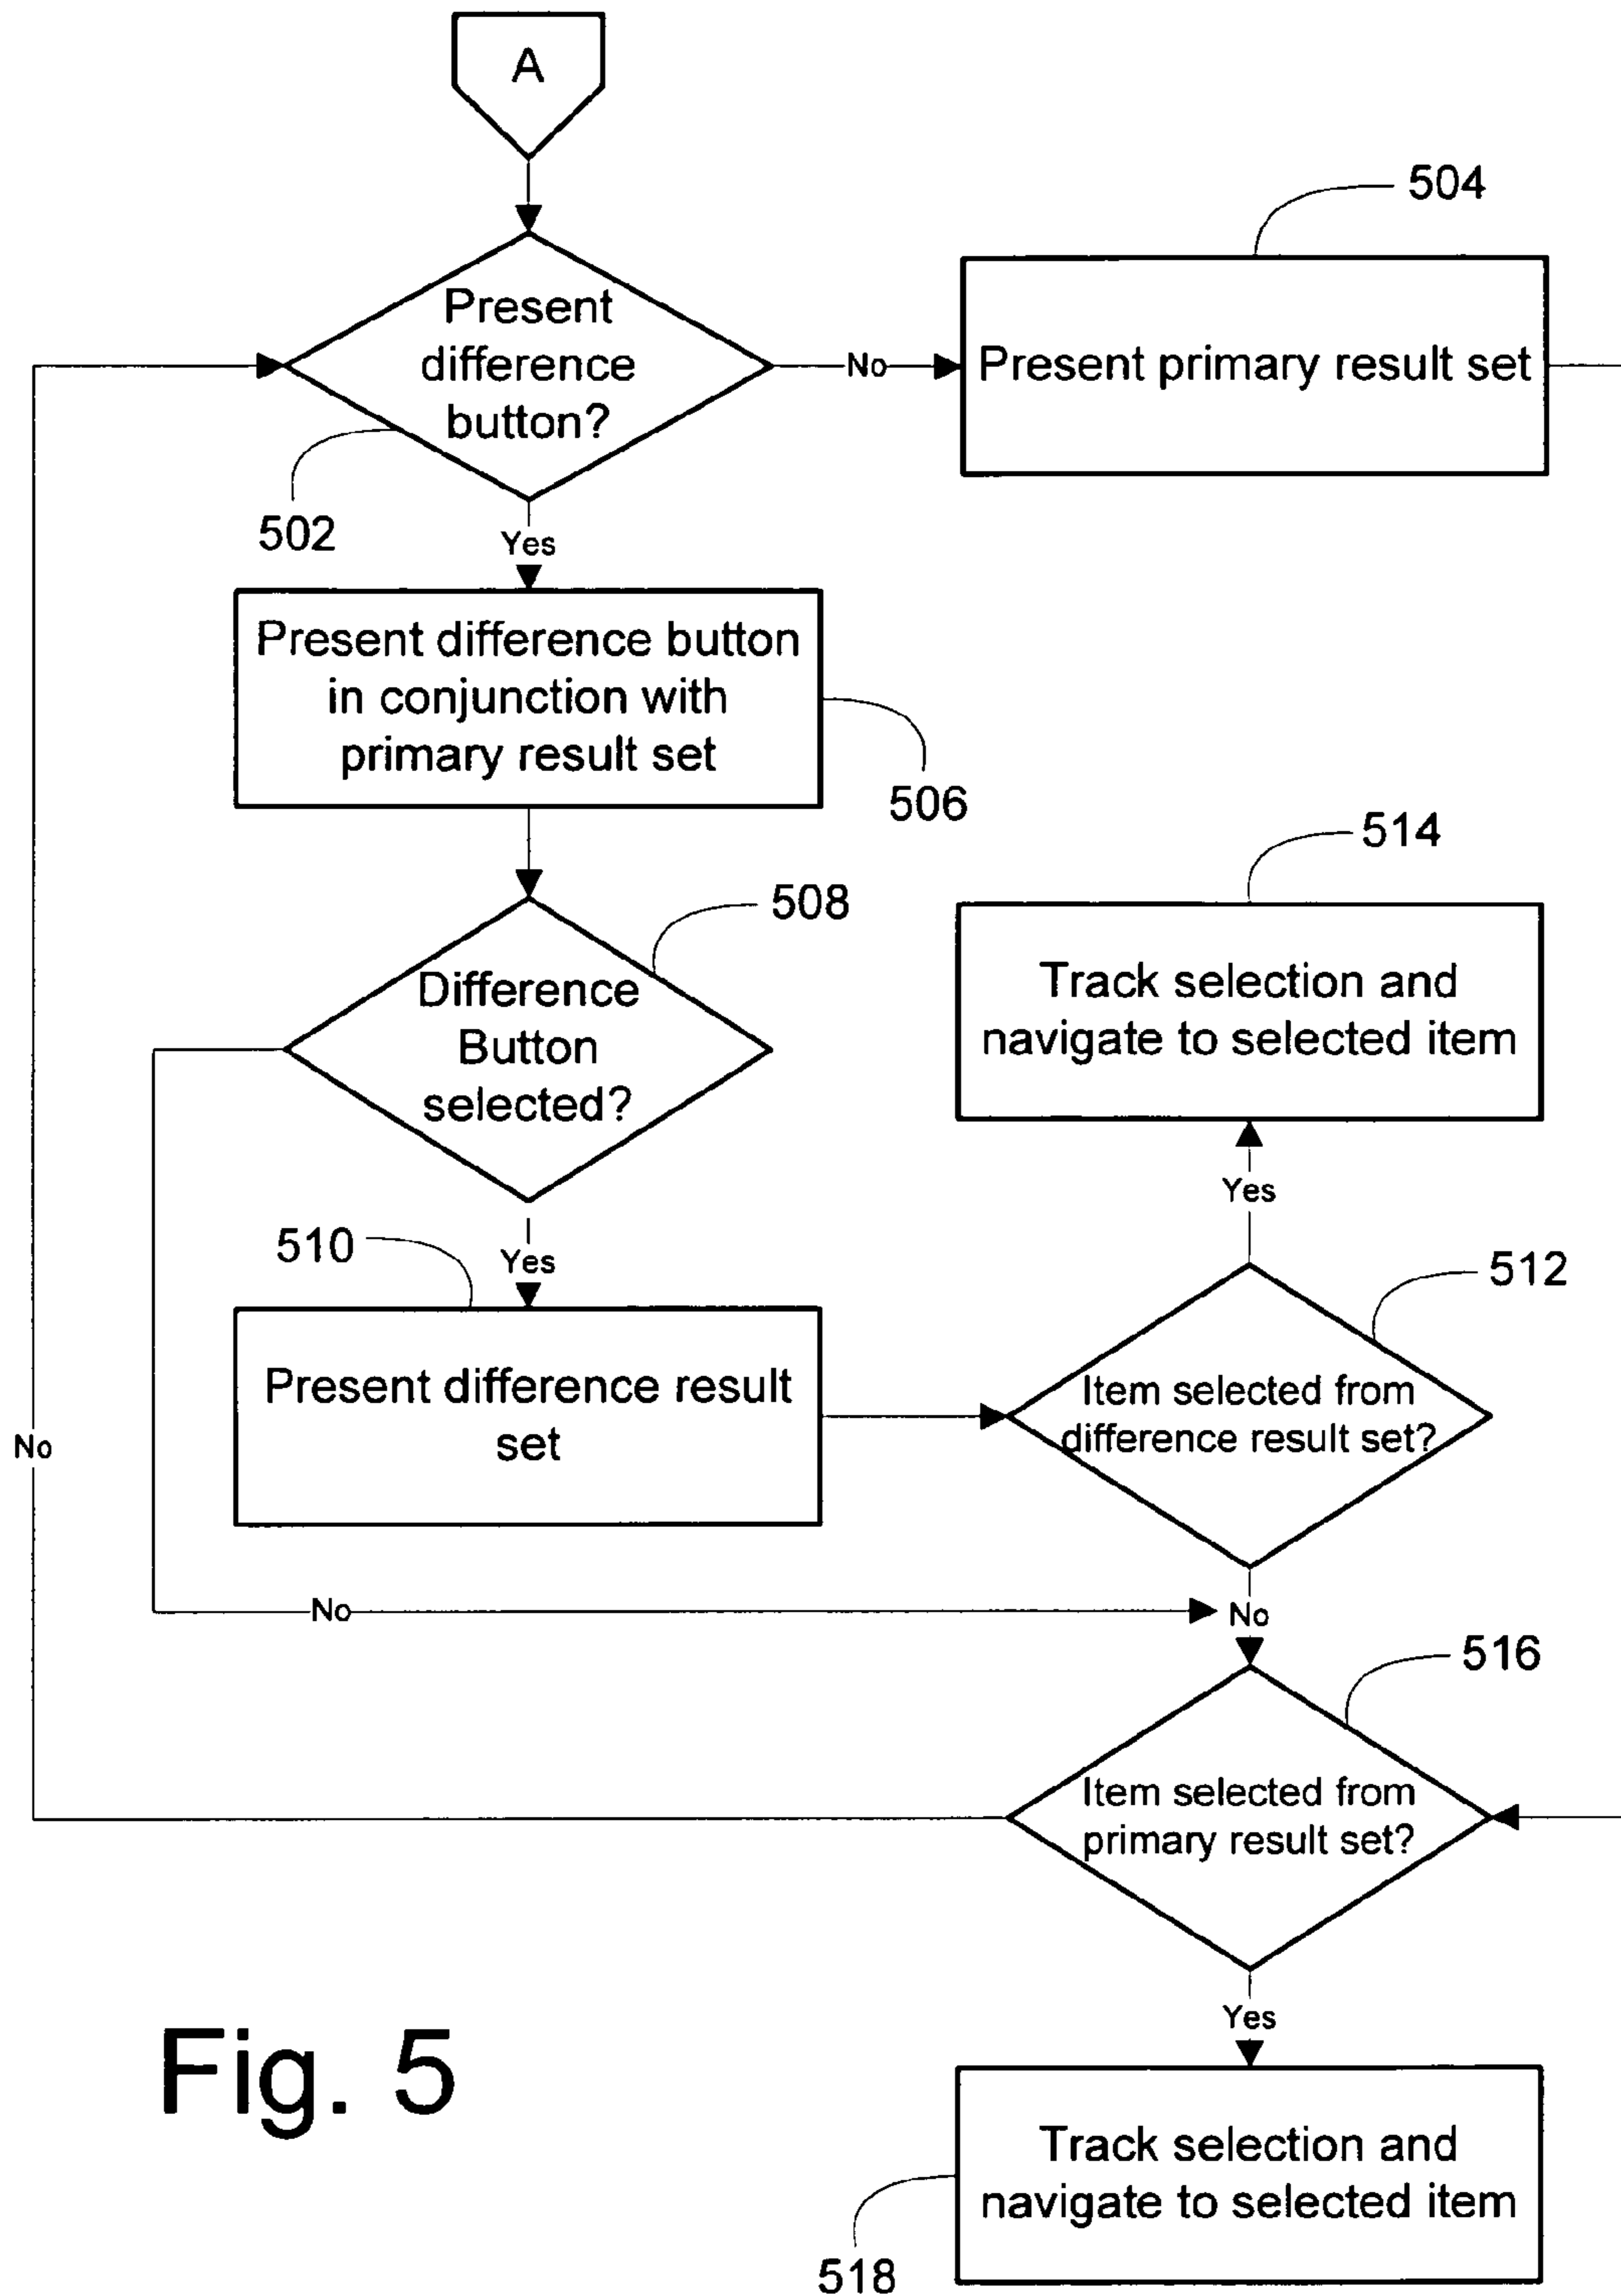 A
504
Present
difference
button?
No
Present primary result set
502
Yes
Present difference button
in conjunction with
primary result set
506
514
508
Difference
Button
selected?
Track selection and
navigate to selected item
Yes
510
Yes
512
Present difference result
set
Item selected from
difference result set?
No
No
No
516
Item selected from
primary result set?
Yes
Fig. 5
Track selection and
navigate to selected item
518